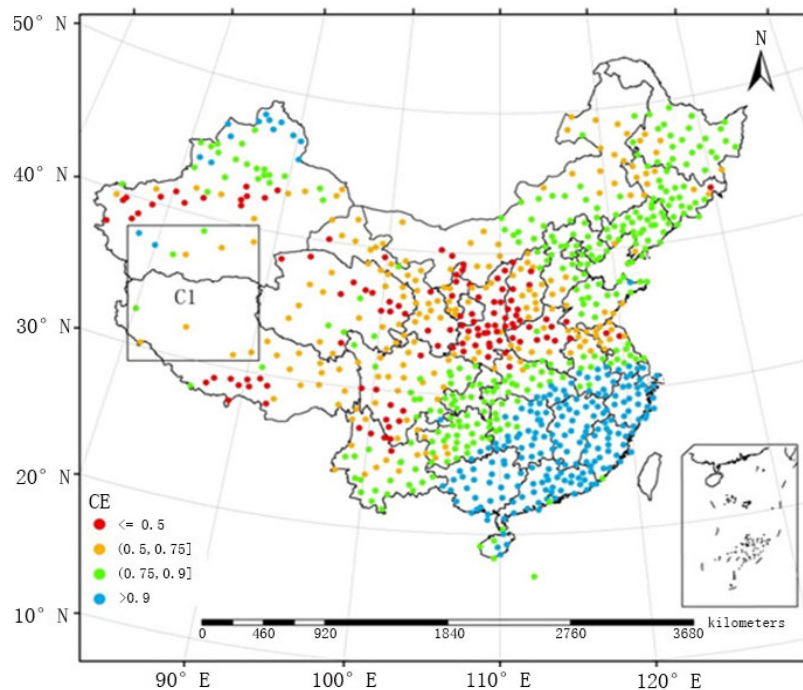 50° N
N
40° N
C1
30° N
20° N
CE
<= 0.5
(0.5,0.75]
(0.75,0.9]
>0.9
10° N
kilometers
0 460 920 1840 2760 3680
90° E 100° E 110° E 120° E